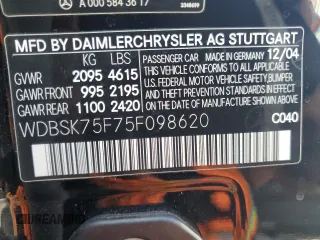 A 000 584 36 17
MFD BY DAIMLERCHRYSLER AG STUTTGART
KG LBS
PASSENGER CAR MADE IN GERMANY 12/04
GVWR 2095 4615
GAWR FRONT 995 2195
GAWR REAR 1100 2420
THIS VEHICLE CONFORMS TO ALL APPLICABLE
U.S. FEDERAL MOTOR VEHICLE SAFETY, BUMPER,
AND THEFT PREVENTION STANDARDS IN EFFECT
ON THE DATE OF MANUFACTURE SHOWN ABOVE.
WDBSK75F75F098620
C040